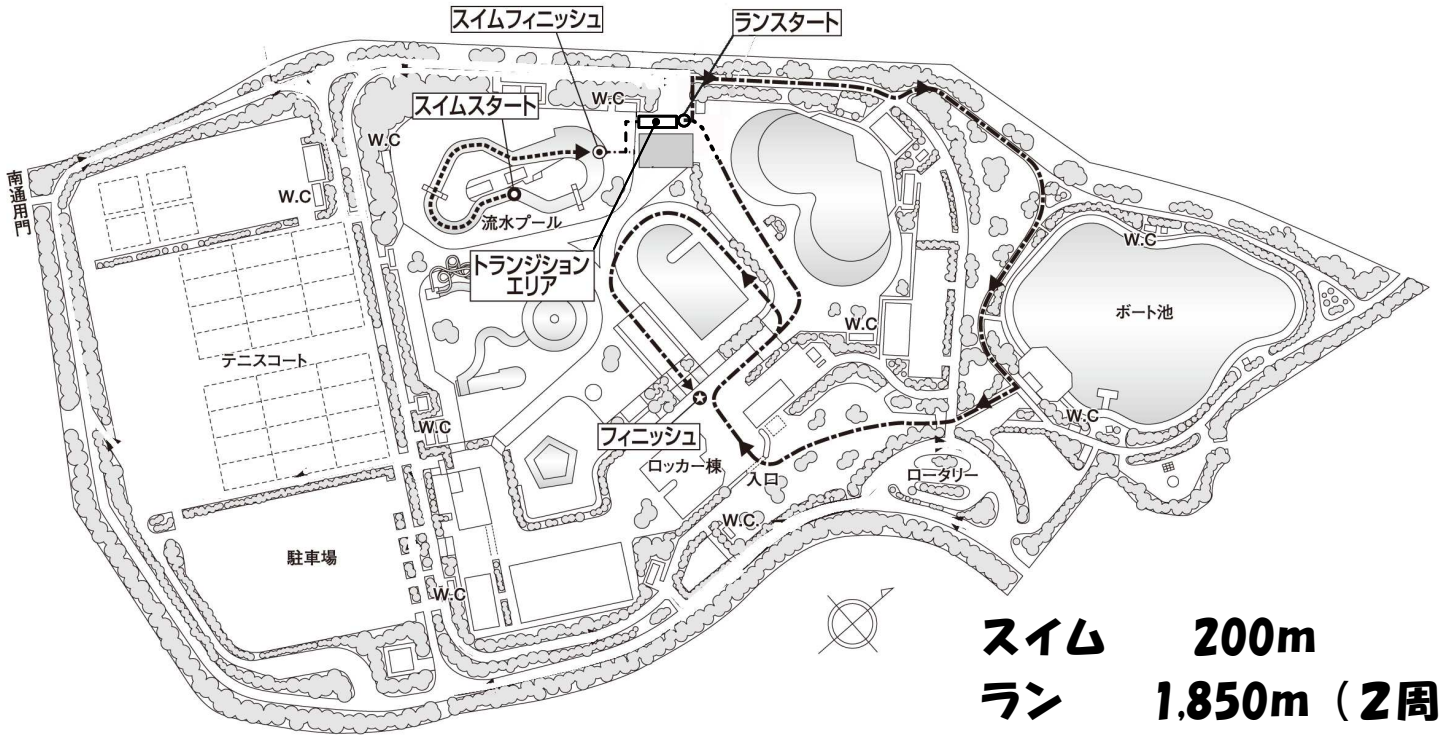 スイムフィニッシュ
ランスタート
スイムスタート
W.C
W.C
W.C
南通用門
流水プール
トランジション
エリア
W.C
ボート池
テニスコート
W.C
W.C
W.C
フィニッシュ
ロッカー棟
入口
ロータリー
W.C.
駐車場
W.C
スイム 200m
ラン 1,850m（2周